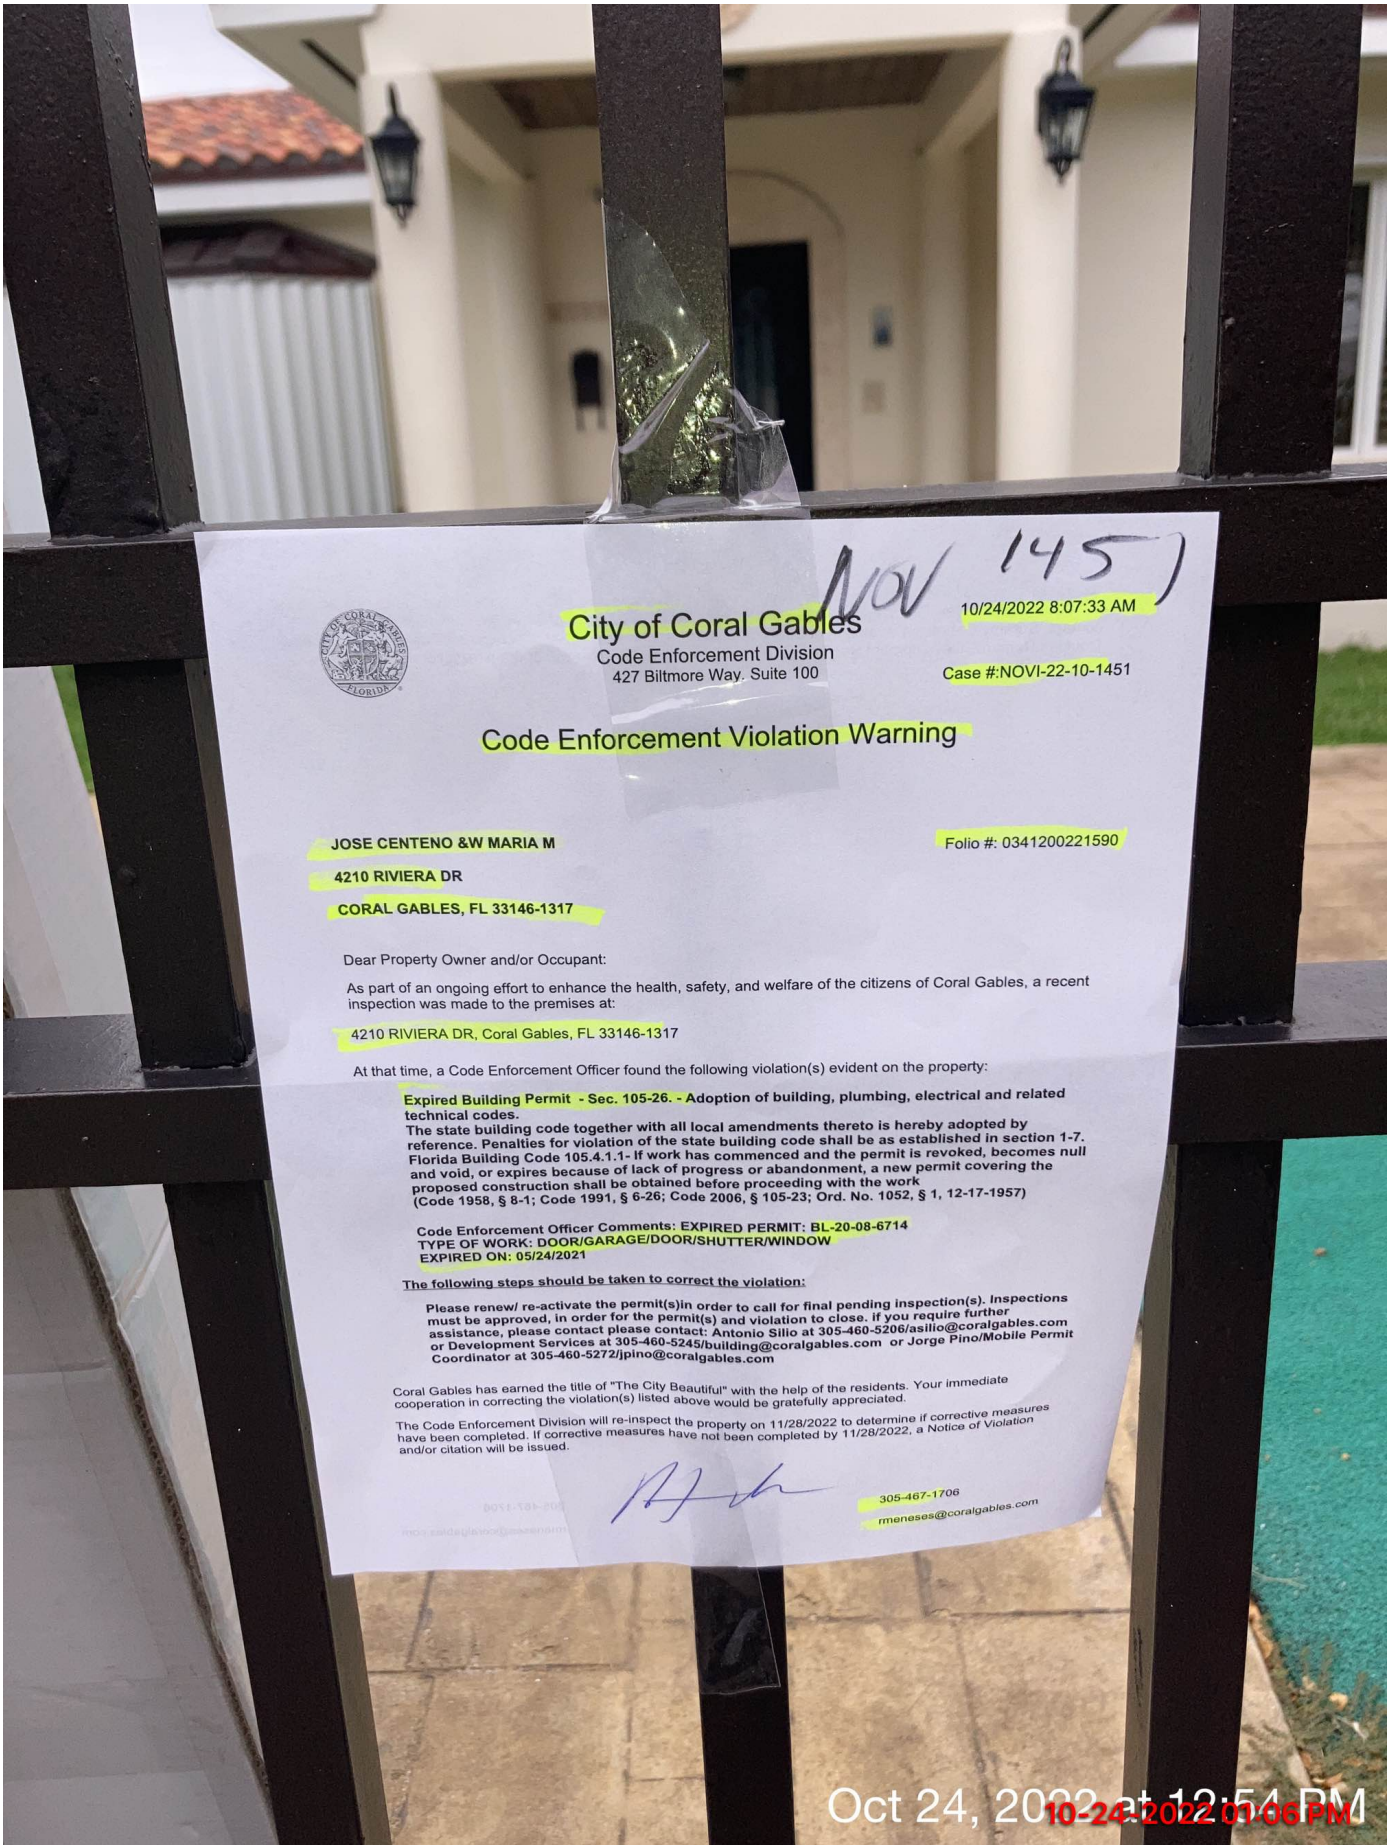 NOV 1451
10/24/2022 8:07:33 AM
CITY OF CORAL GABLES
FLORIDA
City of Coral Gables
Code Enforcement Division
427 Biltmore Way. Suite 100
Case #:NOVI-22-10-1451
Code Enforcement Violation Warning
JOSE CENTENO &W MARIA M
Folio #: 0341200221590
4210 RIVIERA DR
CORAL GABLES, FL 33146-1317
Dear Property Owner and/or Occupant:
As part of an ongoing effort to enhance the health, safety, and welfare of the citizens of Coral Gables, a recent
inspection was made to the premises at:
4210 RIVIERA DR, Coral Gables, FL 33146-1317
At that time, a Code Enforcement Officer found the following violation(s) evident on the property:
Expired Building Permit - Sec. 105-26. - Adoption of building, plumbing, electrical and related
technical codes.
The state building code together with all local amendments thereto is hereby adopted by
reference. Penalties for violation of the state building code shall be as established in section 1-7.
Florida Building Code 105.4.1.1- If work has commenced and the permit is revoked, becomes null
and void, or expires because of lack of progress or abandonment, a new permit covering the
proposed construction shall be obtained before proceeding with the work
(Code 1958, § 8-1; Code 1991, § 6-26; Code 2006, § 105-23; Ord. No. 1052, § 1, 12-17-1957)
Code Enforcement Officer Comments: EXPIRED PERMIT: BL-20-08-6714
TYPE OF WORK: DOOR/GARAGE/DOOR/SHUTTER/WINDOW
EXPIRED ON: 05/24/2021
The following steps should be taken to correct the violation:
Please renew/ re-activate the permit(s)in order to call for final pending inspection(s). Inspections
must be approved, in order for the permit(s) and violation to close. if you require further
assistance, please contact please contact: Antonio Silio at 305-460-5206/asilio@coralgables.com
or Development Services at 305-460-5245/building@coralgables.com or Jorge Pino/Mobile Permit
Coordinator at 305-460-5272/jpino@coralgables.com
Coral Gables has earned the title of "The City Beautiful" with the help of the residents. Your immediate
cooperation in correcting the violation(s) listed above would be gratefully appreciated.
The Code Enforcement Division will re-inspect the property on 11/28/2022 to determine if corrective measures
have been completed. If corrective measures have not been completed by 11/28/2022, a Notice of Violation
and/or citation will be issued.
305-467-1706
rmeneses@coralgables.com
Oct 24, 2022 at 12:54 PM
10-24-2022 01:06 PM